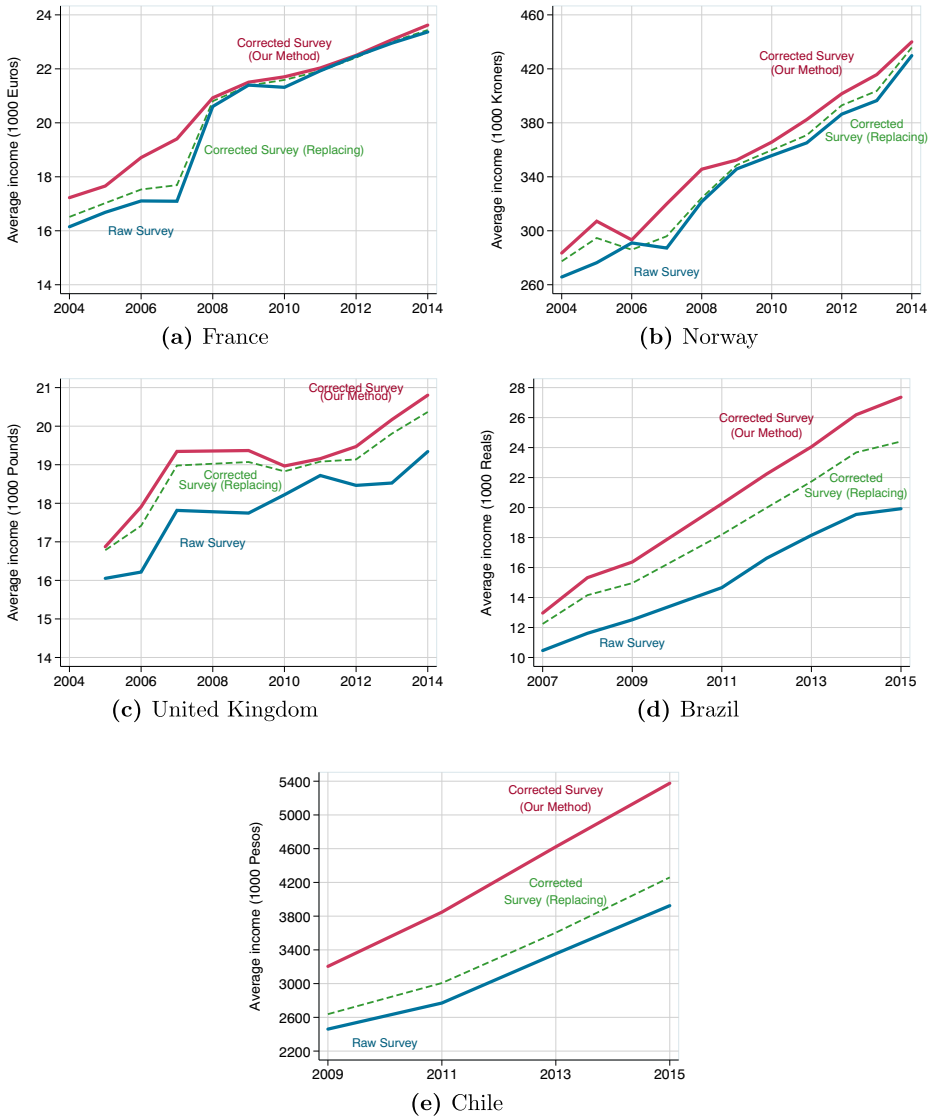 24
22
20
18
16
14
Average income (1000 Euros)
Corrected Survey
(Our Method)
Corrected Survey (Replacing)
Raw Survey
2004 2006 2008 2010 2012 2014
(a) France
460
420
380
340
300
260
Average income (1000 Kroners)
Corrected Survey
(Our Method)
Corrected
Survey (Replacing)
Raw Survey
2004 2006 2008 2010 2012 2014
(b) Norway
21
20
19
18
17
16
15
14
Average income (1000 Pounds)
Corrected Survey
(Our Method)
Corrected
Survey (Replacing)
Raw Survey
2004 2006 2008 2010 2012 2014
(c) United Kingdom
28
26
24
22
20
18
16
14
12
10
Average income (1000 Reals)
Corrected Survey
(Our Method)
Corrected
Survey (Replacing)
Raw Survey
2007 2009 2011 2013 2015
(d) Brazil
5400
5000
4600
4200
3800
3400
3000
2600
2200
Average income (1000 Pesos)
Corrected Survey
(Our Method)
Corrected
Survey (Replacing)
Raw Survey
2009 2011 2013 2015
(e) Chile